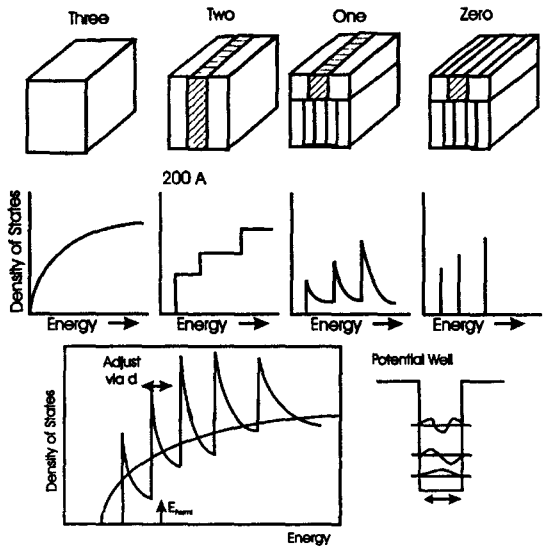 Three
Two
One
Zero
200 A
Density of States
Energy
Energy
Energy
Energy
Adjust
via d
Density of States
Energy
Potential Well